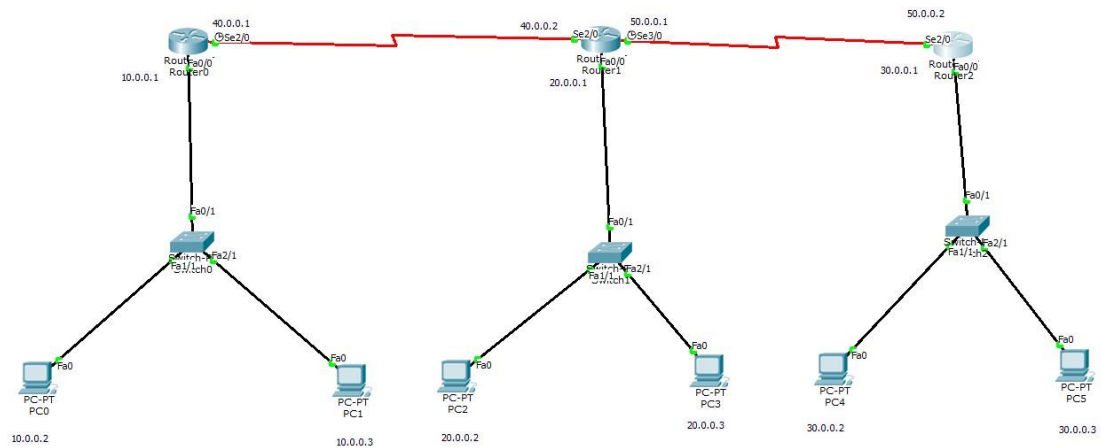 40.0.0.1
Se2/0
Fa0/0
Router0
10.0.0.1
40.0.0.2
Se2/0
50.0.0.1
Se3/0
Fa0/0
Router1
20.0.0.1
50.0.0.2
Se2/0
Fa0/0
Router2
30.0.0.1
Fa0/1
Fa1/1
Fa2/1
Fa0/1
Fa1/1
Fa2/1
Fa0/1
Fa1/1
Fa2/1
Fa0
PC-PT
PC0
10.0.0.2
Fa0
PC-PT
PC1
10.0.0.3
Fa0
PC-PT
PC2
20.0.0.2
Fa0
PC-PT
PC3
20.0.0.3
Fa0
PC-PT
PC4
30.0.0.2
Fa0
PC-PT
PC5
30.0.0.3